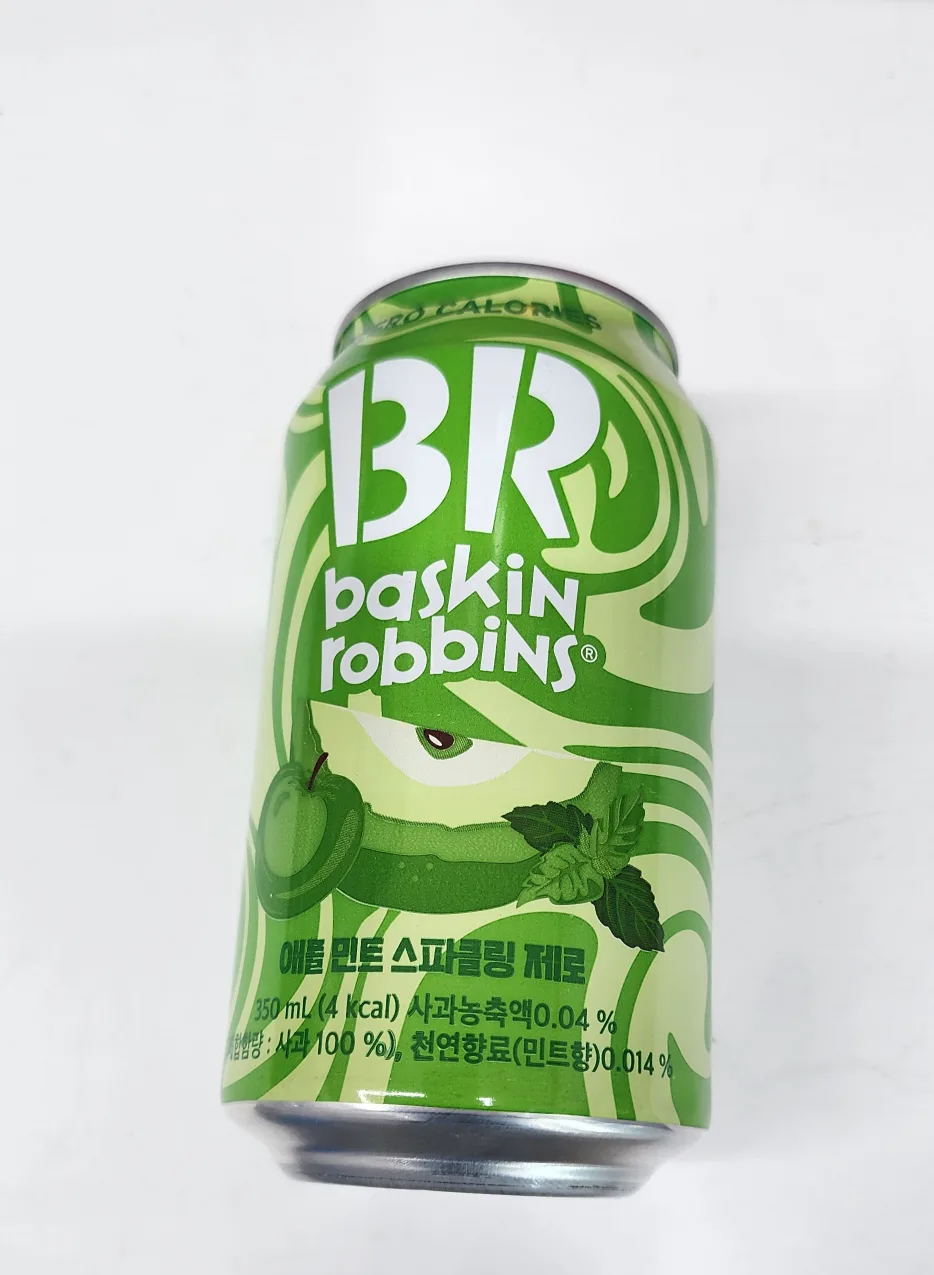 ZERO CALORIES
BR
baskin
robbins®
애플 민트 스파클링 제로
350 mL (4 kcal) 사과농축액0.04 %
: 사과 100 %), 천연향료(민트향)0.014 %